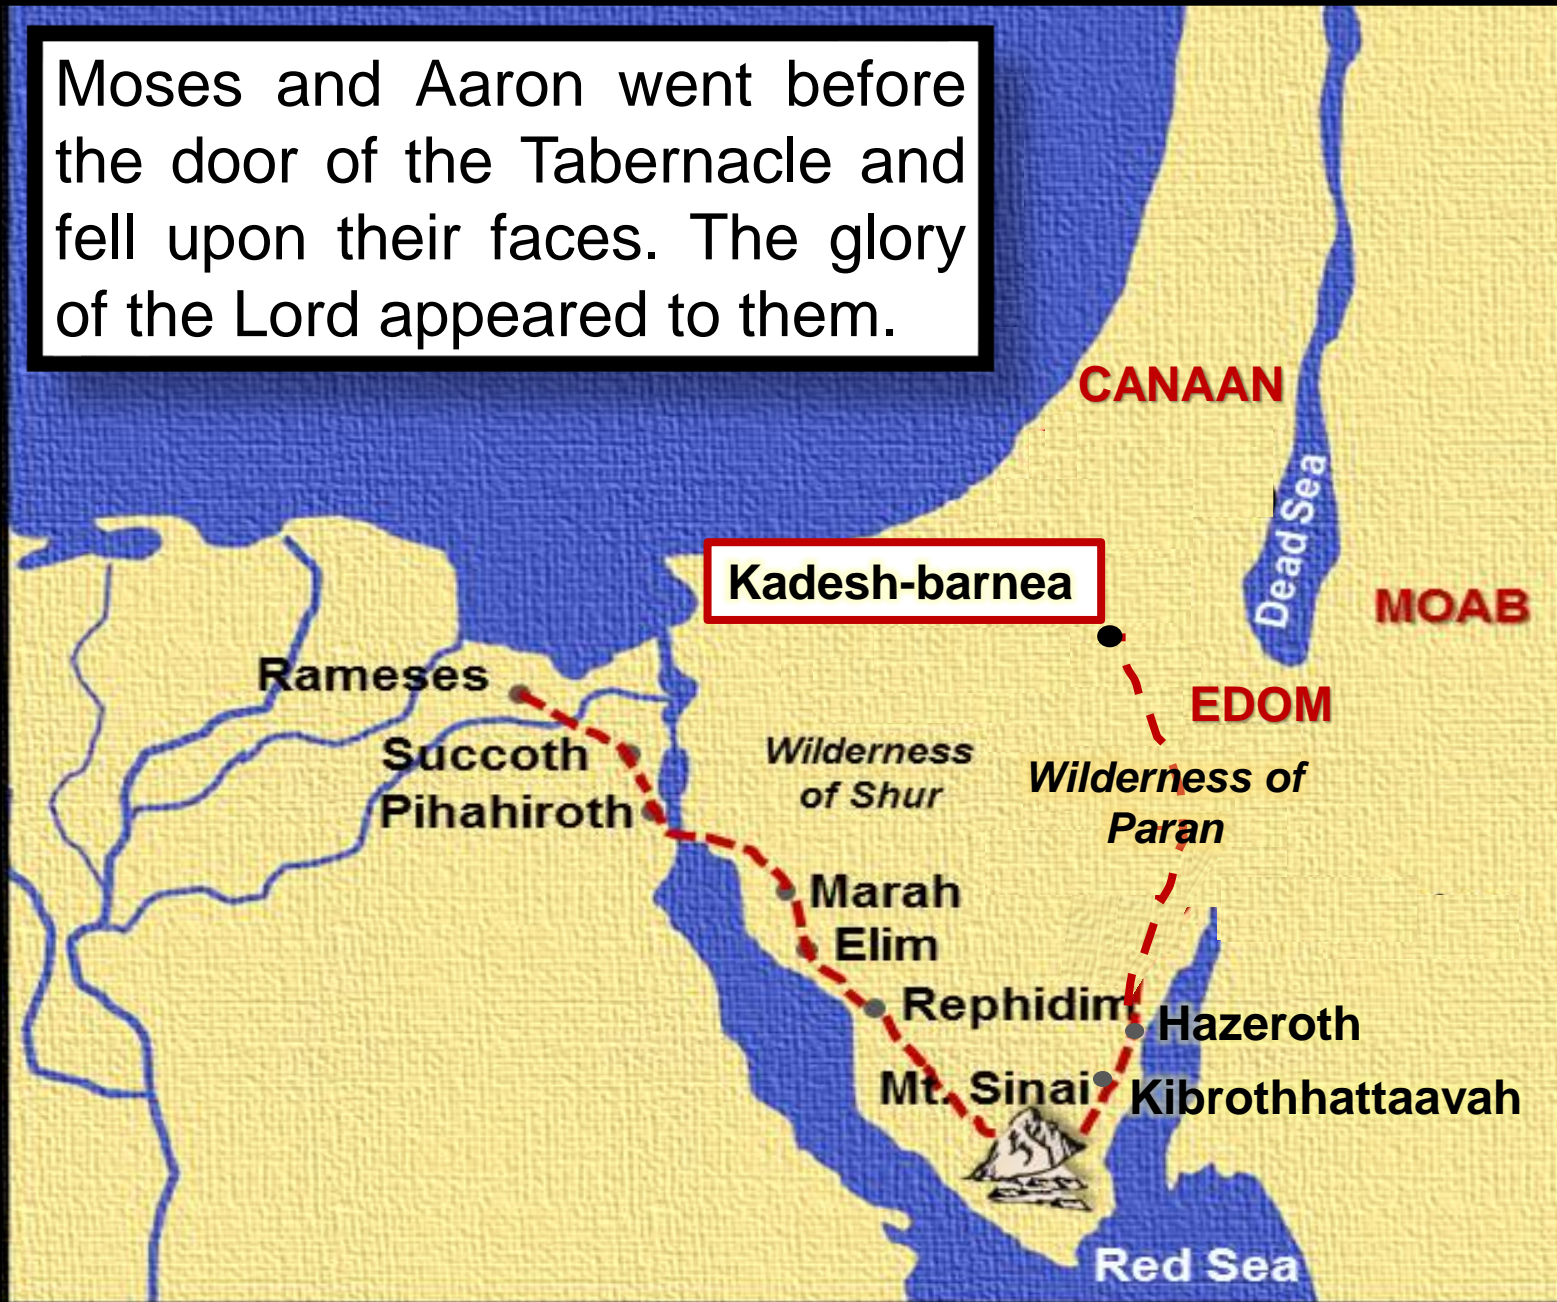 Moses and Aaron went before
the door of the Tabernacle and
fell upon their faces. The glory
of the Lord appeared to them.
CANAAN
Dead Sea
Kadesh-barnea
MOAB
Rameses
EDOM
Succoth
Wilderness
of Shur
Wilderness of
Paran
Pihahiroth
Marah
Elim
Rephidim
Hazeroth
Mt. Sinai
Kibrothhattaavah
Red Sea